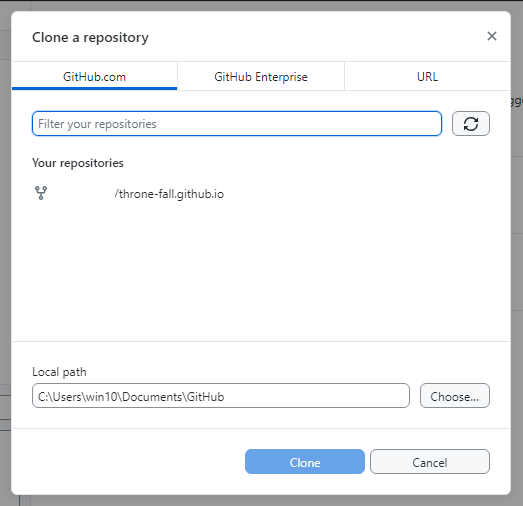 Clone a repository
GitHub.com
GitHub Enterprise
URL
Filter your repositories
Your repositories
/throne-fall.github.io
Local path
C:\Users\win10\Documents\GitHub
Choose...
Clone
Cancel